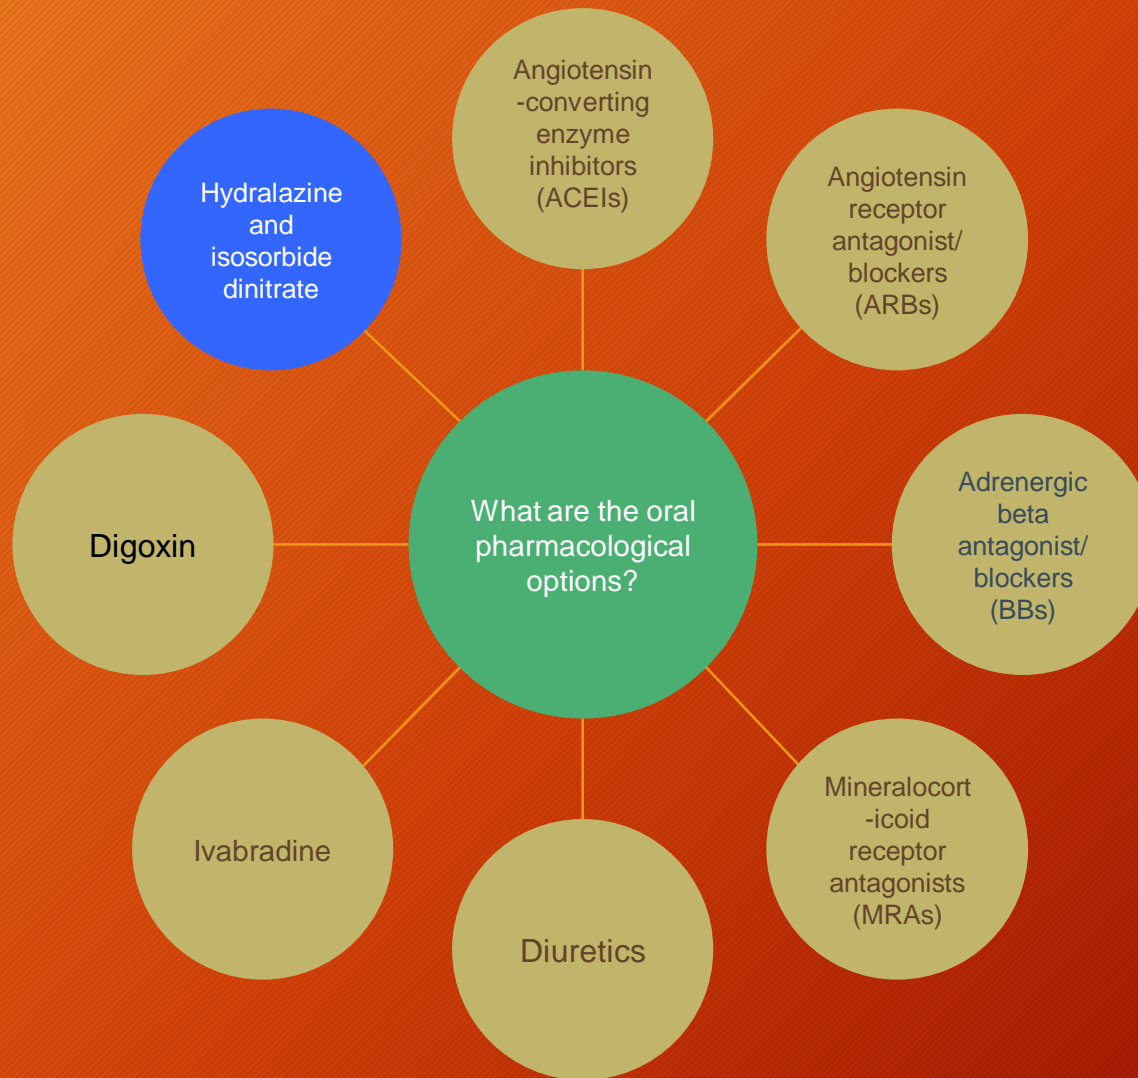 What are the oral
pharmacological
options?
Angiotensin
-converting
enzyme
inhibitors
(ACEIs)
Angiotensin
receptor
antagonist/
blockers
(ARBs)
Adrenergic
beta
antagonist/
blockers
(BBs)
Mineralocort
-icoid
receptor
antagonists
(MRAs)
Diuretics
Ivabradine
Digoxin
Hydralazine
and
isosorbide
dinitrate